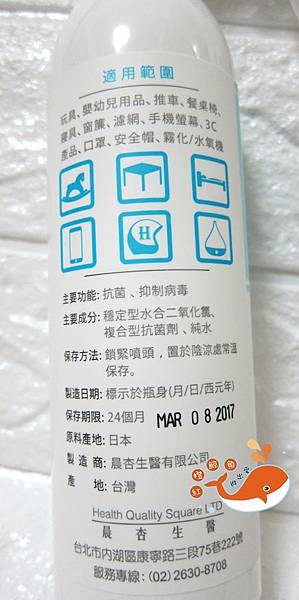 適用範圍
玩具、嬰幼兒用品、推車、餐桌椅、
寢具、窗簾、濾網、手機螢幕、3C
產品、口罩、安全帽、霧化/水氧機
H
主要功能: 抗菌、抑制病毒
主要成分: 穩定型水合二氧化氯、
複合型抗菌劑、純水
保存方法: 鎖緊噴頭，置於陰涼處常溫
保存。
製造日期: 標示於瓶身(月/日/西元年)
保存期限: 24個月 MAR 0 8 2017
原料產地: 日本
製 造 商: 晨杏生醫有限公司
產 地: 台灣
Health Quality Square LTD
晨 杏 生 醫
台北市內湖區康寧路三段75巷222號
服務專線: (02) 2630-8708
紅橙鯨魚